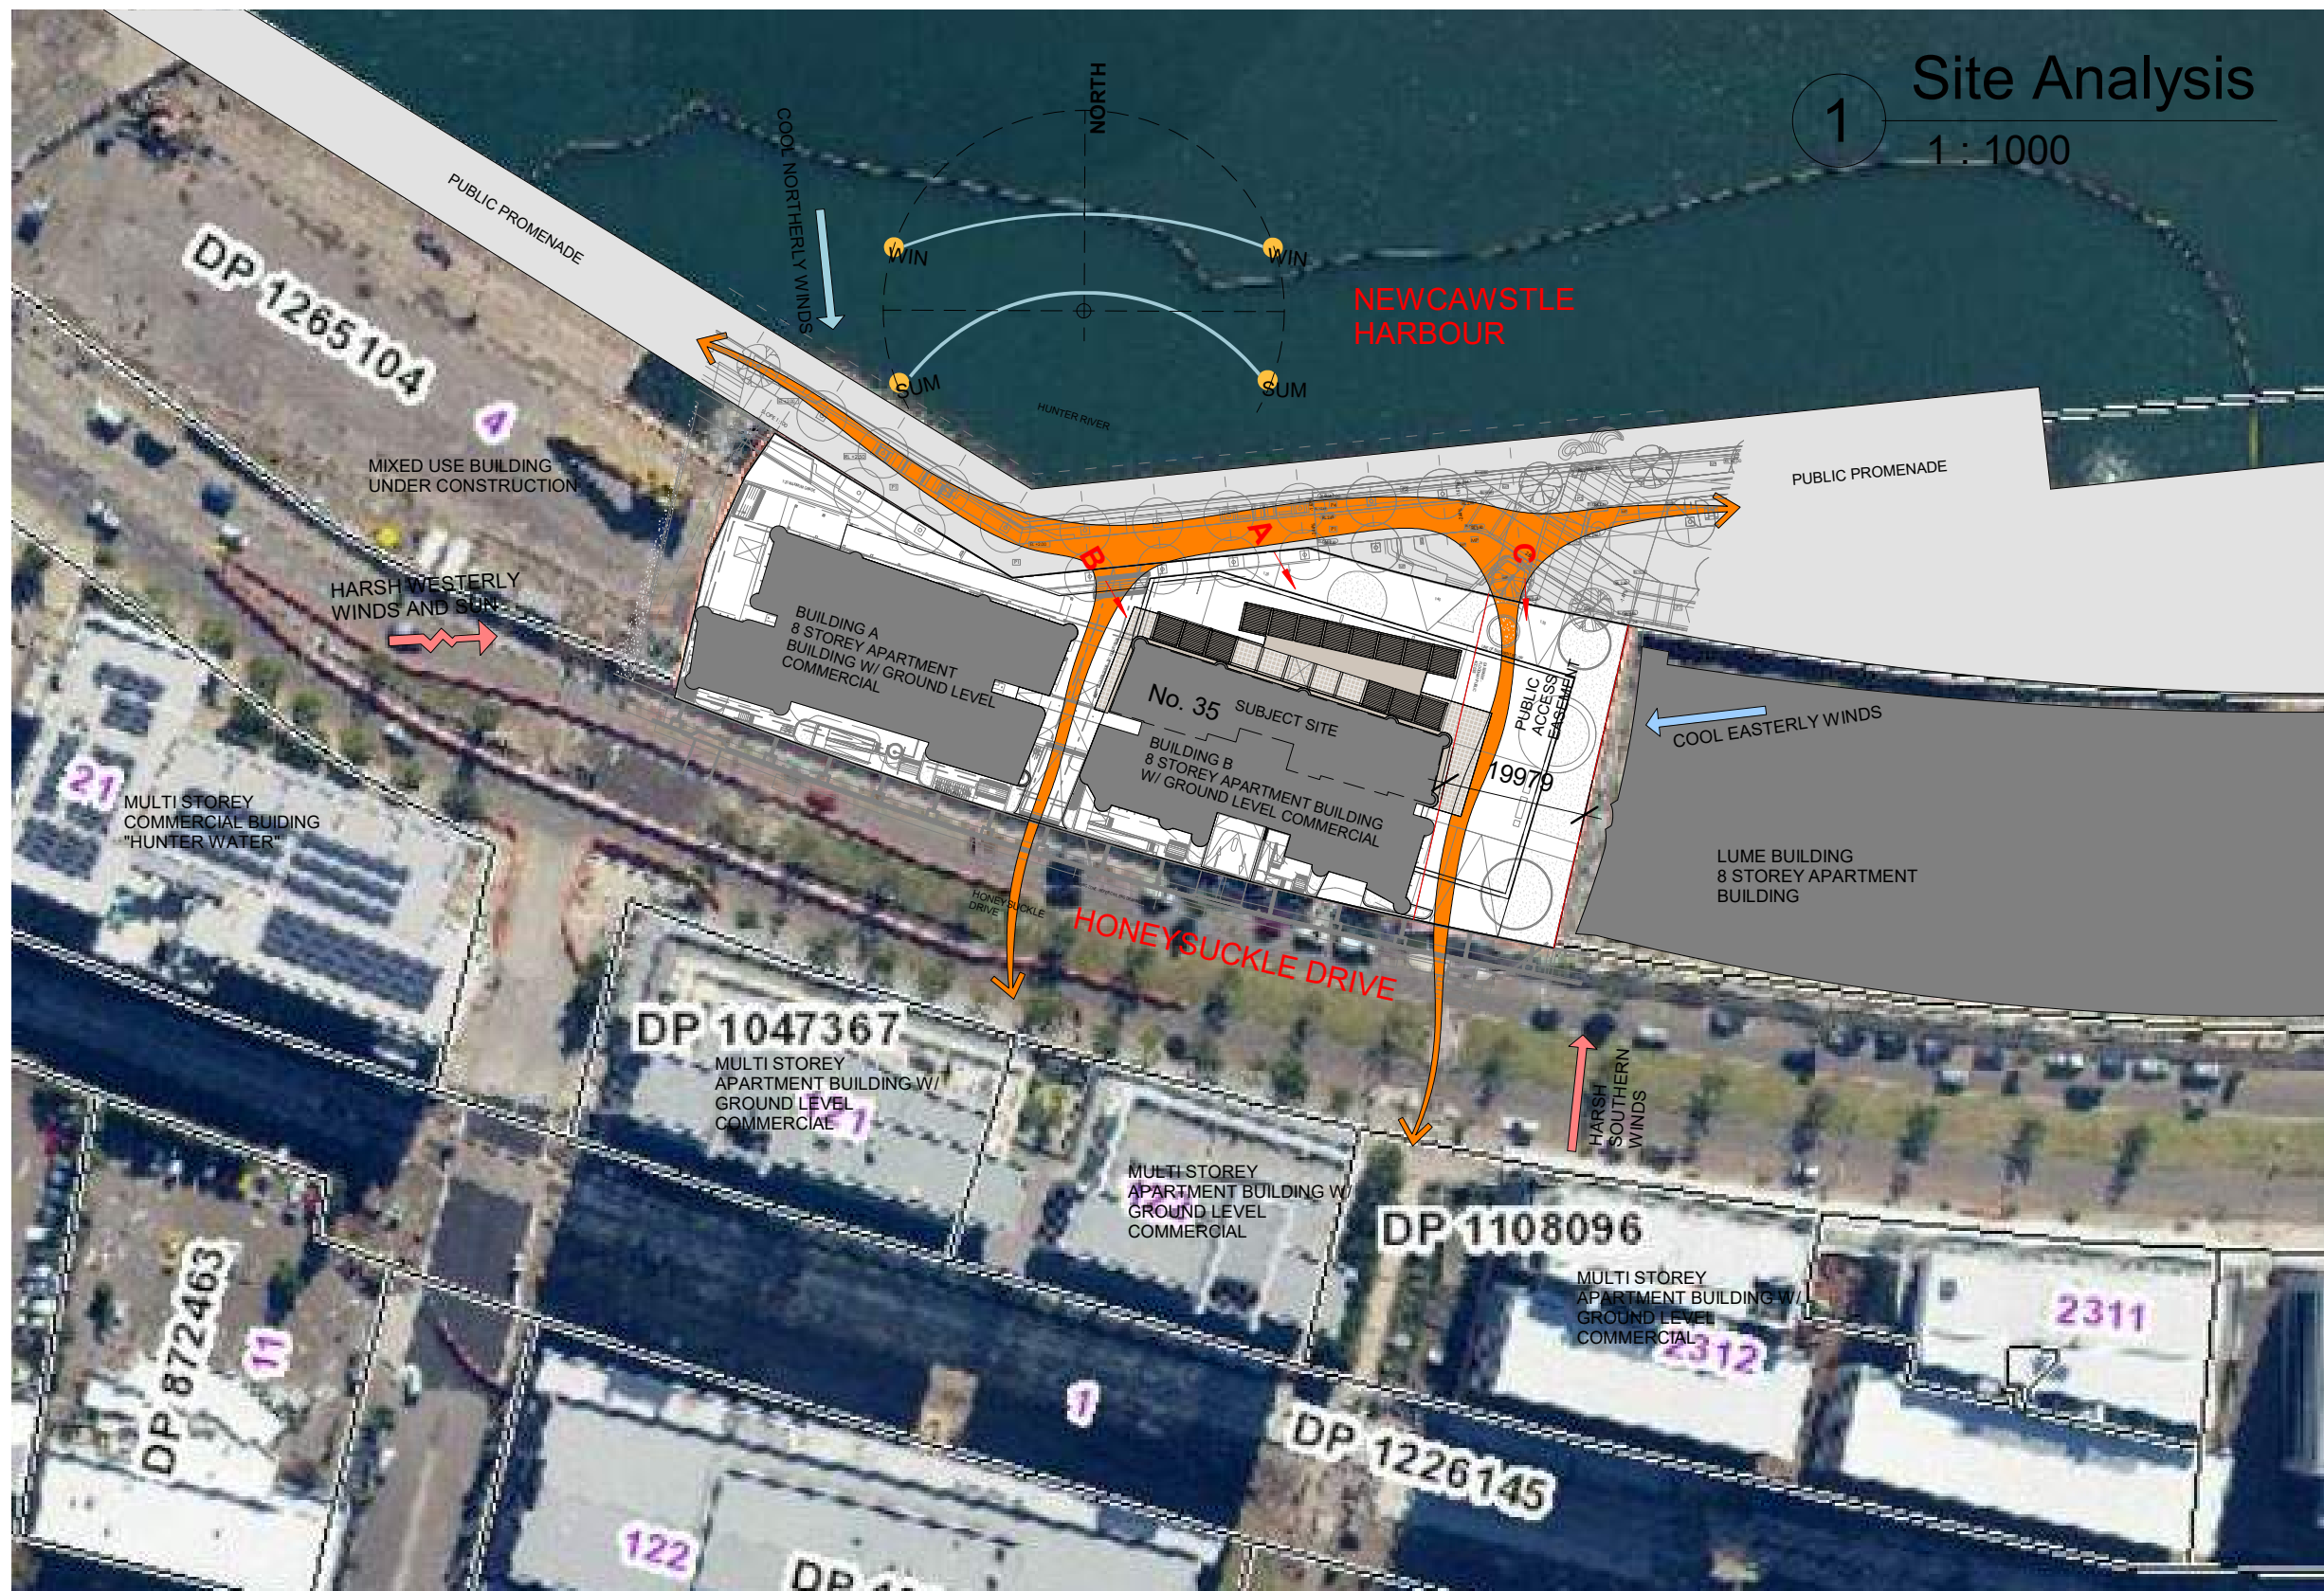 Site Analysis
1
1 : 1000
NORTH
COOL NORTHERLY WINDS
WIN
WIN
SUM
SUM
NEWCAWSTLE
HARBOUR
HUNTER RIVER
PUBLIC PROMENADE
PUBLIC PROMENADE
DP 1265104
4
MIXED USE BUILDING
UNDER CONSTRUCTION
HARSH WESTERLY
WINDS AND SUN
A
B
C
BUILDING A
8 STOREY APARTMENT
BUILDING W/ GROUND LEVEL
COMMERCIAL
No. 35
SUBJECT SITE
BUILDING B
8 STOREY APARTMENT BUILDING
W/ GROUND LEVEL COMMERCIAL
PUBLIC
ACCESS
EASEMENT
19979
COOL EASTERLY WINDS
LUME BUILDING
8 STOREY APARTMENT
BUILDING
21
MULTI STOREY
COMMERCIAL BUIDING
"HUNTER WATER"
HONEYSUCKLE
DRIVE
HONEYSUCKLE DRIVE
HARSH
SOUTHERN
WINDS
DP 1047367
MULTI STOREY
APARTMENT BUILDING W/
GROUND LEVEL
COMMERCIAL
121
MULTI STOREY
APARTMENT BUILDING W/
GROUND LEVEL
COMMERCIAL
DP 1108096
MULTI STOREY
APARTMENT BUILDING W/
GROUND LEVEL
COMMERCIAL
2312
2311
DP 872463
11
1
DP 1226145
122